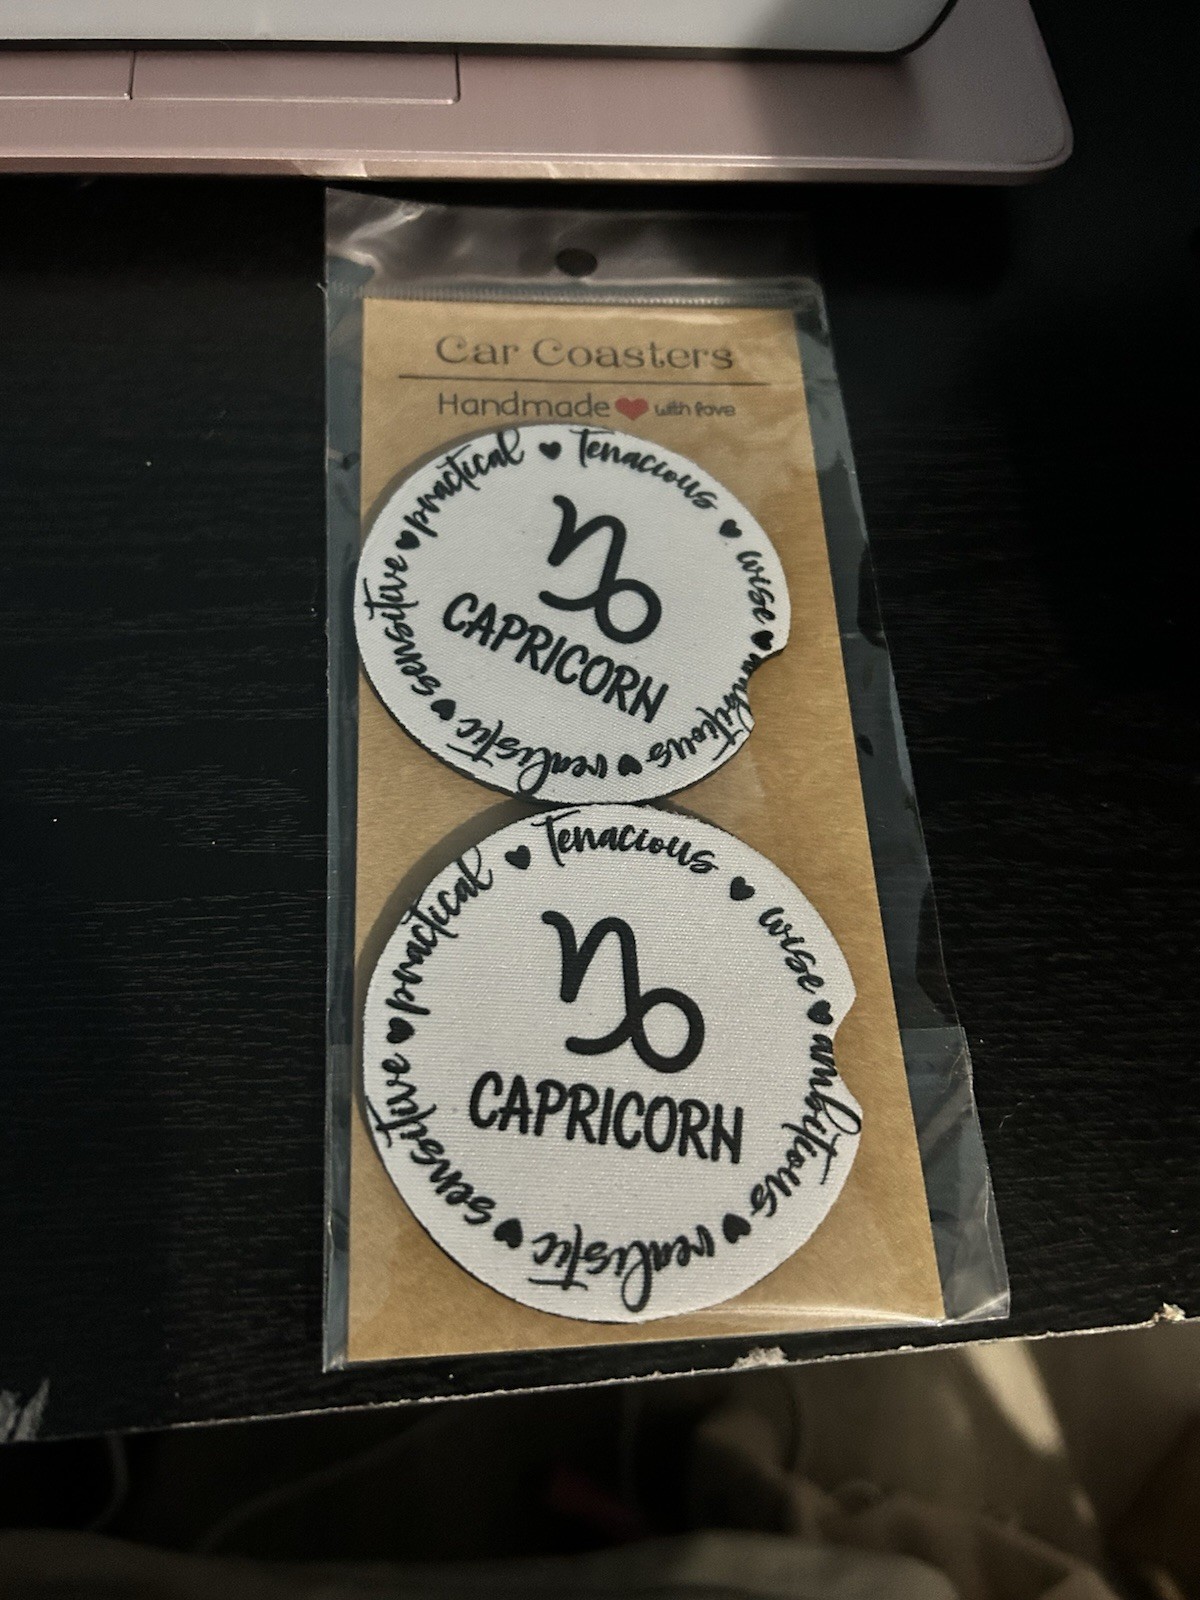 Car Coasters
Handmade ❤ with love
practical ♥ tenacious ♥ wise ♥ ambitious ♥ realistic ♥ sensitive ♥
CAPRICORN
practical ♥ tenacious ♥ wise ♥ ambitious ♥ realistic ♥ sensitive ♥
CAPRICORN